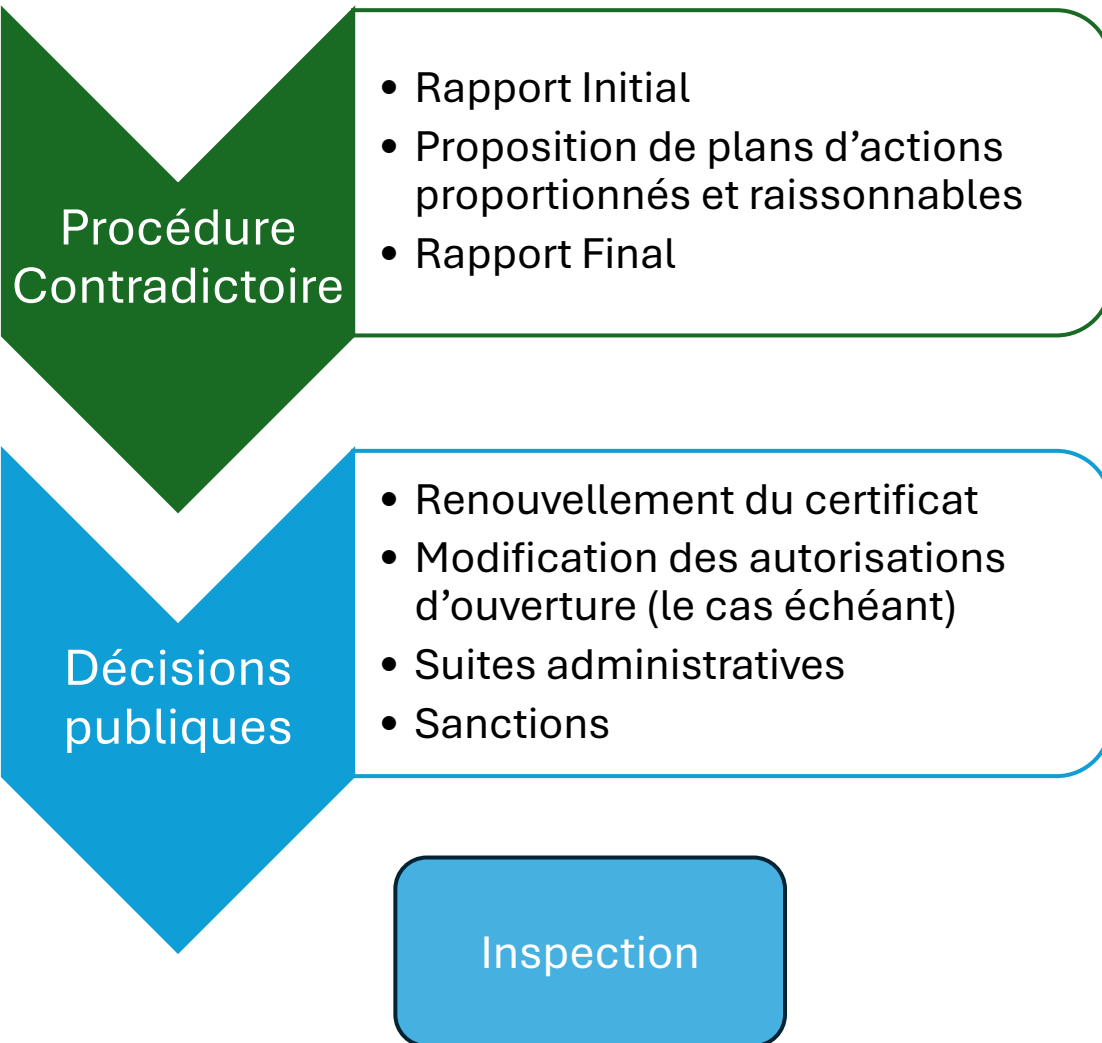 Procédure
Contradictoire
• Rapport Initial
• Proposition de plans d’actions
proportionnés et raissonnables
• Rapport Final
Décisions
publiques
• Renouvellement du certificat
• Modification des autorisations
d’ouverture (le cas échéant)
• Suites administratives
• Sanctions
Inspection